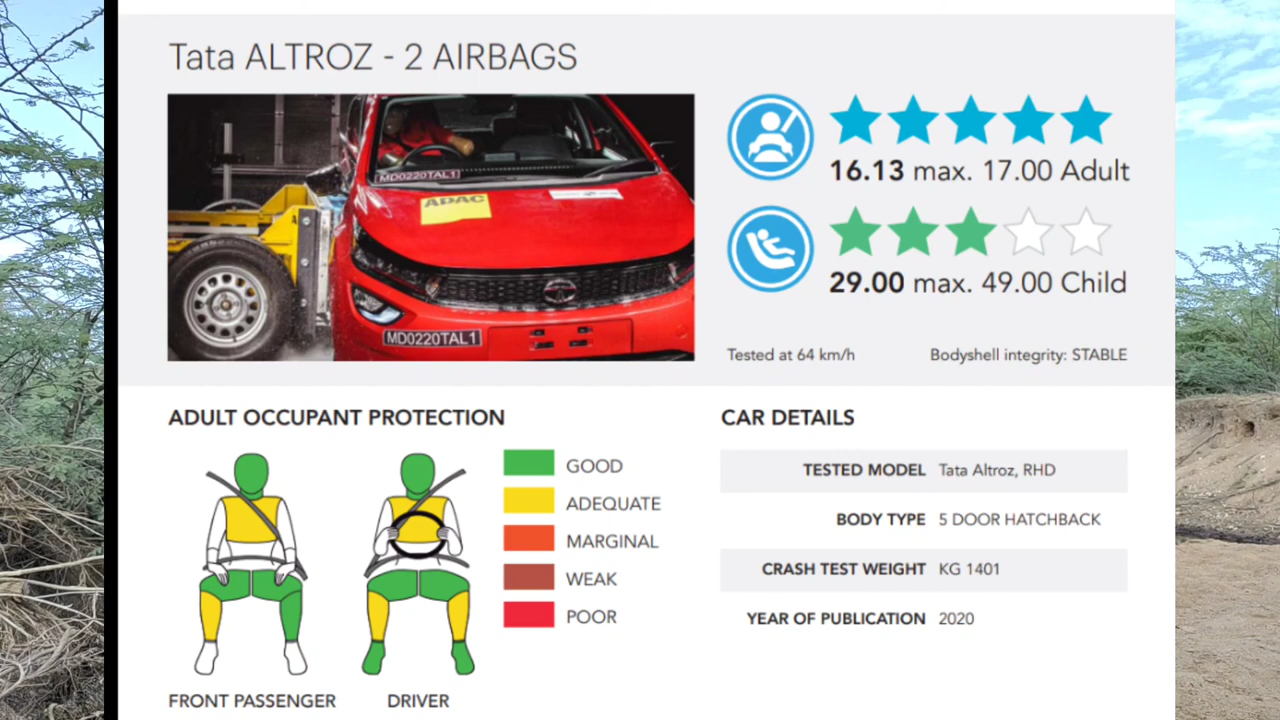 Tata ALTROZ - 2 AIRBAGS
MD0220TAL1
ADAC
MD0220TAL1
16.13 max. 17.00 Adult
29.00 max. 49.00 Child
Tested at 64 km/h
Bodyshell integrity: STABLE
ADULT OCCUPANT PROTECTION
GOOD
ADEQUATE
MARGINAL
WEAK
POOR
FRONT PASSENGER
DRIVER
CAR DETAILS
TESTED MODEL Tata Altroz, RHD
BODY TYPE 5 DOOR HATCHBACK
CRASH TEST WEIGHT KG 1401
YEAR OF PUBLICATION 2020